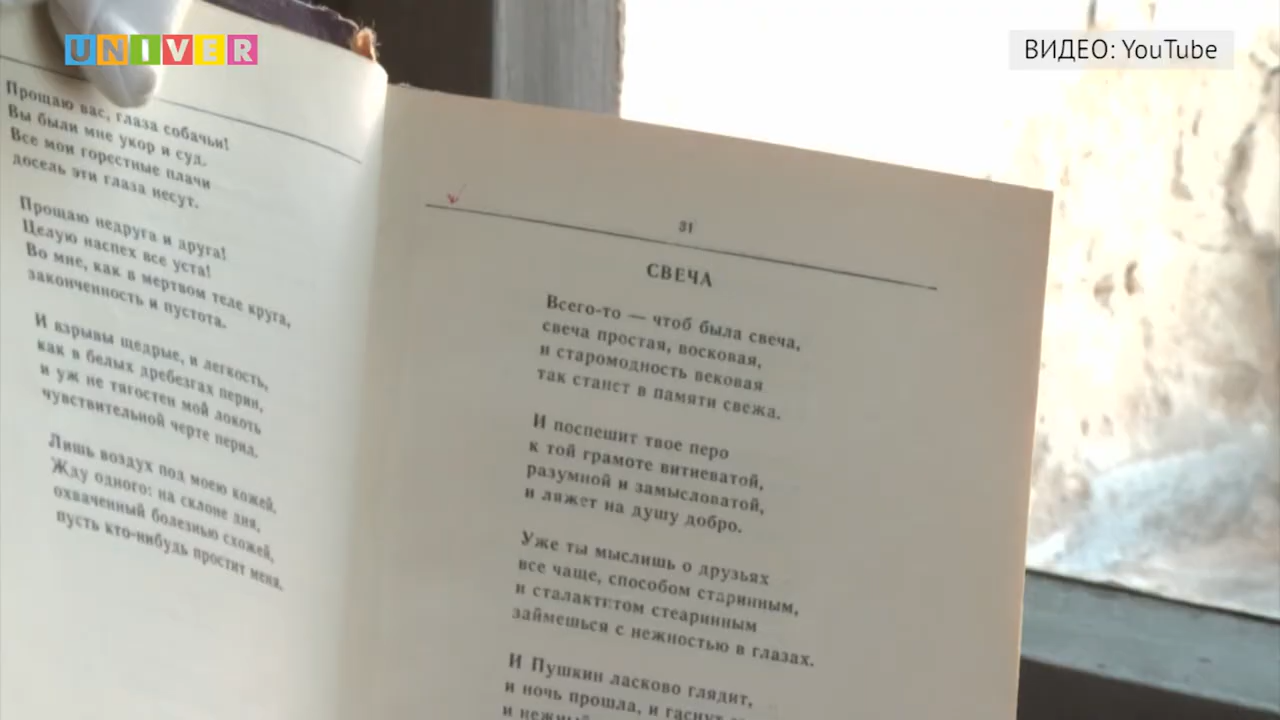 UNIVER
ВИДЕО: YouTube
Прощаю вас, глаза собачьи!
Вы были мне укор и суд.
Все мои горестные плачи
досель эти глаза несут.
Прощаю недруга и друга!
Целую наспех все уста!
Во мне, как в мертвом теле круга,
законченность и пустота.
И взрывы щедрые, и легкость,
как в белых дребезгах перин,
и уж не тягостен мой локоть
чувствительной черте перил.
Лишь воздух под моею кожей.
Жду одного: на склоне дня,
охваченный болезнью схожей,
пусть кто-нибудь простит меня.
31
СВЕЧА
Всего-то — чтоб была свеча,
свеча простая, восковая,
и старомодность вековая
так станет в памяти свежа.
И поспешит твое перо
к той грамоте витиеватой,
разумной и замысловатой,
и ляжет на душу добро.
Уже ты мыслишь о друзьях
все чаще, способом старинным,
и сталактитом стеаринным
займешься с нежностью в глазах.
И Пушкин ласково глядит,
и ночь прошла, и гаснут